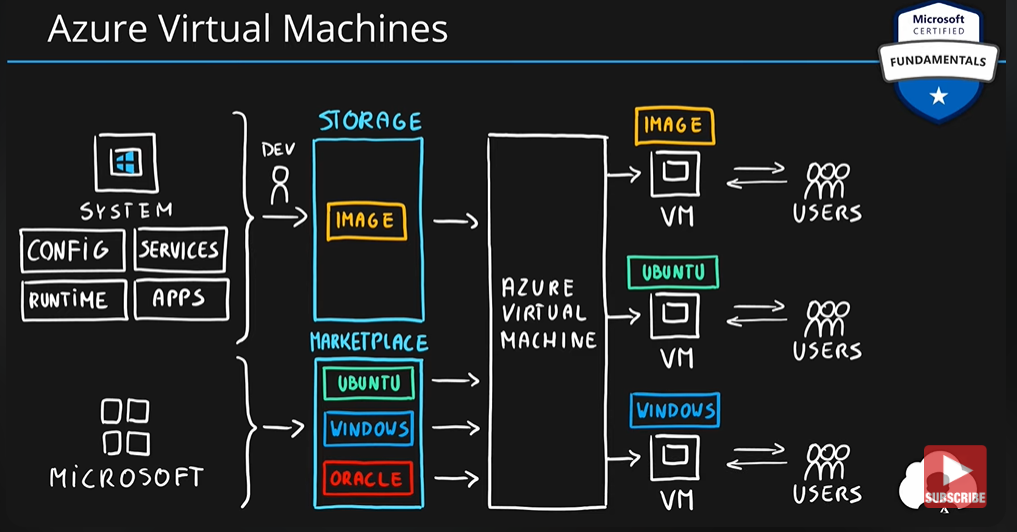 Azure Virtual Machines
Microsoft
CERTIFIED
FUNDAMENTALS
STORAGE
IMAGE
DEV
SYSTEM
IMAGE
VM
USERS
CONFIG
SERVICES
RUNTIME
APPS
MARKETPLACE
UBUNTU
WINDOWS
ORACLE
AZURE
VIRTUAL
MACHINE
UBUNTU
VM
USERS
MICROSOFT
WINDOWS
VM
USERS
SUBSCRIBE